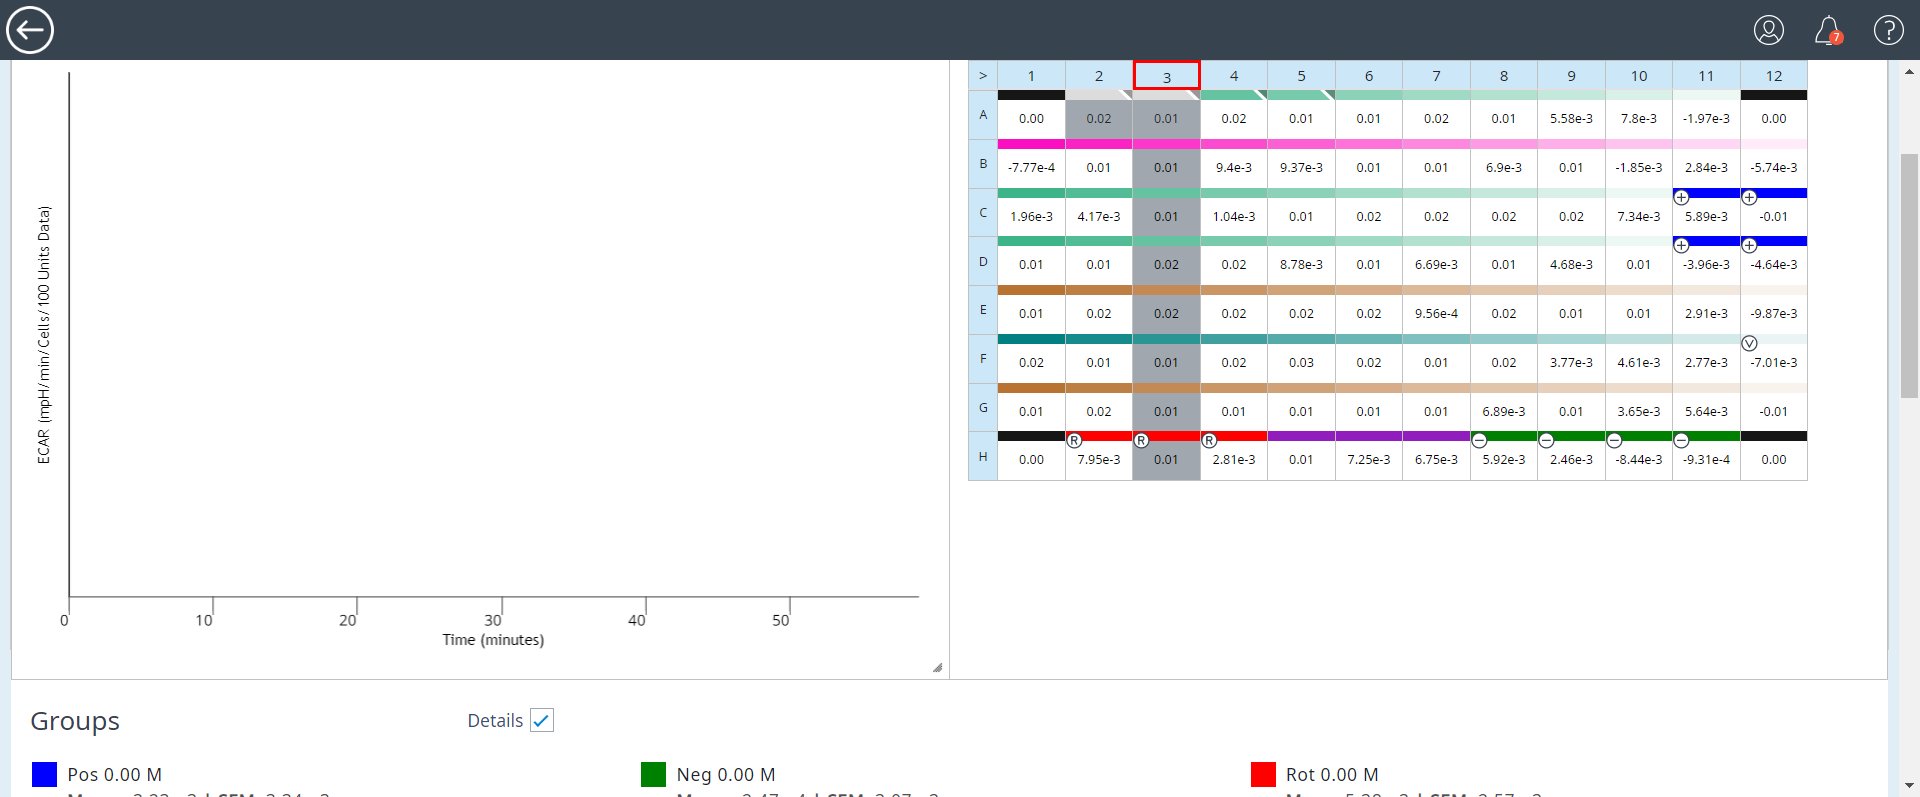 7 ?
> 1 2 3 4 5 6 7 8 9 10 11 12
A 0.00 0.02 0.01 0.02 0.01 0.01 0.02 0.01 5.58e-3 7.8e-3 -1.97e-3 0.00
B -7.77e-4 0.01 0.01 9.4e-3 9.37e-3 0.01 0.01 6.9e-3 0.01 -1.85e-3 2.84e-3 -5.74e-3
+ +
C 1.96e-3 4.17e-3 0.01 1.04e-3 0.01 0.02 0.02 0.02 0.02 7.34e-3 5.89e-3 -0.01
+ +
D 0.01 0.01 0.02 0.02 8.78e-3 0.01 6.69e-3 0.01 4.68e-3 0.01 -3.96e-3 -4.64e-3
E 0.01 0.02 0.02 0.02 0.02 0.02 9.56e-4 0.02 0.01 0.01 2.91e-3 -9.87e-3
V
F 0.02 0.01 0.01 0.02 0.03 0.02 0.01 0.02 3.77e-3 4.61e-3 2.77e-3 -7.01e-3
G 0.01 0.02 0.01 0.01 0.01 0.01 0.01 6.89e-3 0.01 3.65e-3 5.64e-3 -0.01
R R R − − − −
H 0.00 7.95e-3 0.01 2.81e-3 0.01 7.25e-3 6.75e-3 5.92e-3 2.46e-3 -8.44e-3 -9.31e-4 0.00
ECAR (mpH/min/Cells/100 Units Data)
0 10 20 30 40 50
Time (minutes)
Groups
Details
Pos 0.00 M
Neg 0.00 M
Rot 0.00 M